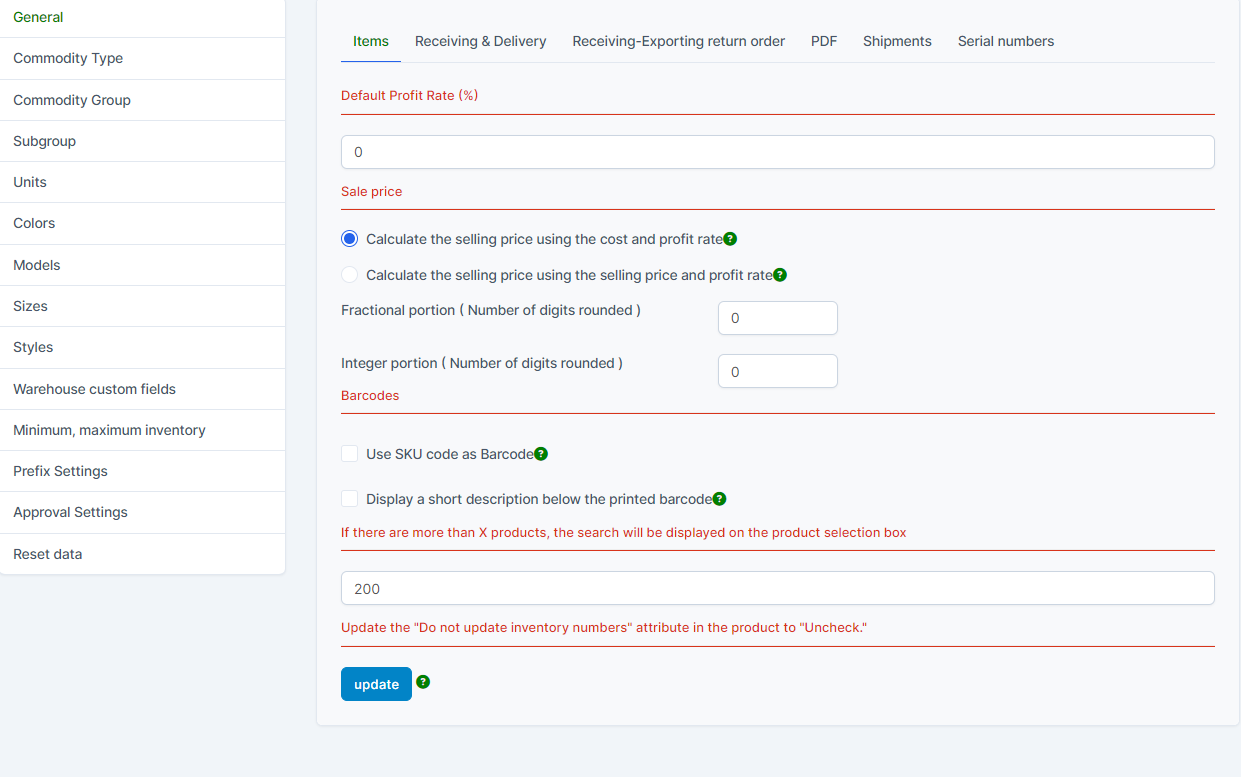 General
Commodity Type
Commodity Group
Subgroup
Units
Colors
Models
Sizes
Styles
Warehouse custom fields
Minimum, maximum inventory
Prefix Settings
Approval Settings
Reset data
Items Receiving & Delivery Receiving-Exporting return order PDF Shipments Serial numbers
Default Profit Rate (%)
0
Sale price
Calculate the selling price using the cost and profit rate?
Calculate the selling price using the selling price and profit rate?
Fractional portion ( Number of digits rounded ) 0
Integer portion ( Number of digits rounded ) 0
Barcodes
Use SKU code as Barcode?
Display a short description below the printed barcode?
If there are more than X products, the search will be displayed on the product selection box
200
Update the "Do not update inventory numbers" attribute in the product to "Uncheck."
update ?